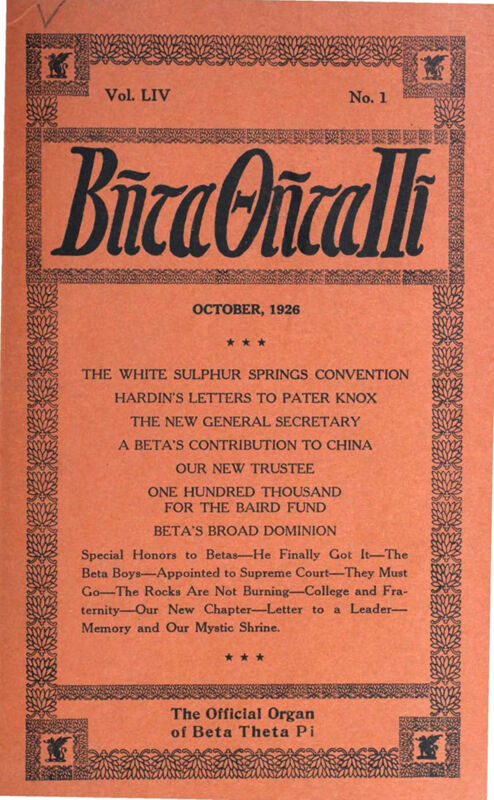 Vol. LIV No. 1
Βῆτα Θῆτα Πῖ
OCTOBER, 1926
★ ★ ★
THE WHITE SULPHUR SPRINGS CONVENTION
HARDIN'S LETTERS TO PATER KNOX
THE NEW GENERAL SECRETARY
A BETA'S CONTRIBUTION TO CHINA
OUR NEW TRUSTEE
ONE HUNDRED THOUSAND
FOR THE BAIRD FUND
BETA'S BROAD DOMINION
Special Honors to Betas—He Finally Got It—The
Beta Boys—Appointed to Supreme Court—They Must
Go—The Rocks Are Not Burning—College and Fra-
ternity—Our New Chapter—Letter to a Leader—
Memory and Our Mystic Shrine.
★ ★ ★
The Official Organ
of Beta Theta Pi